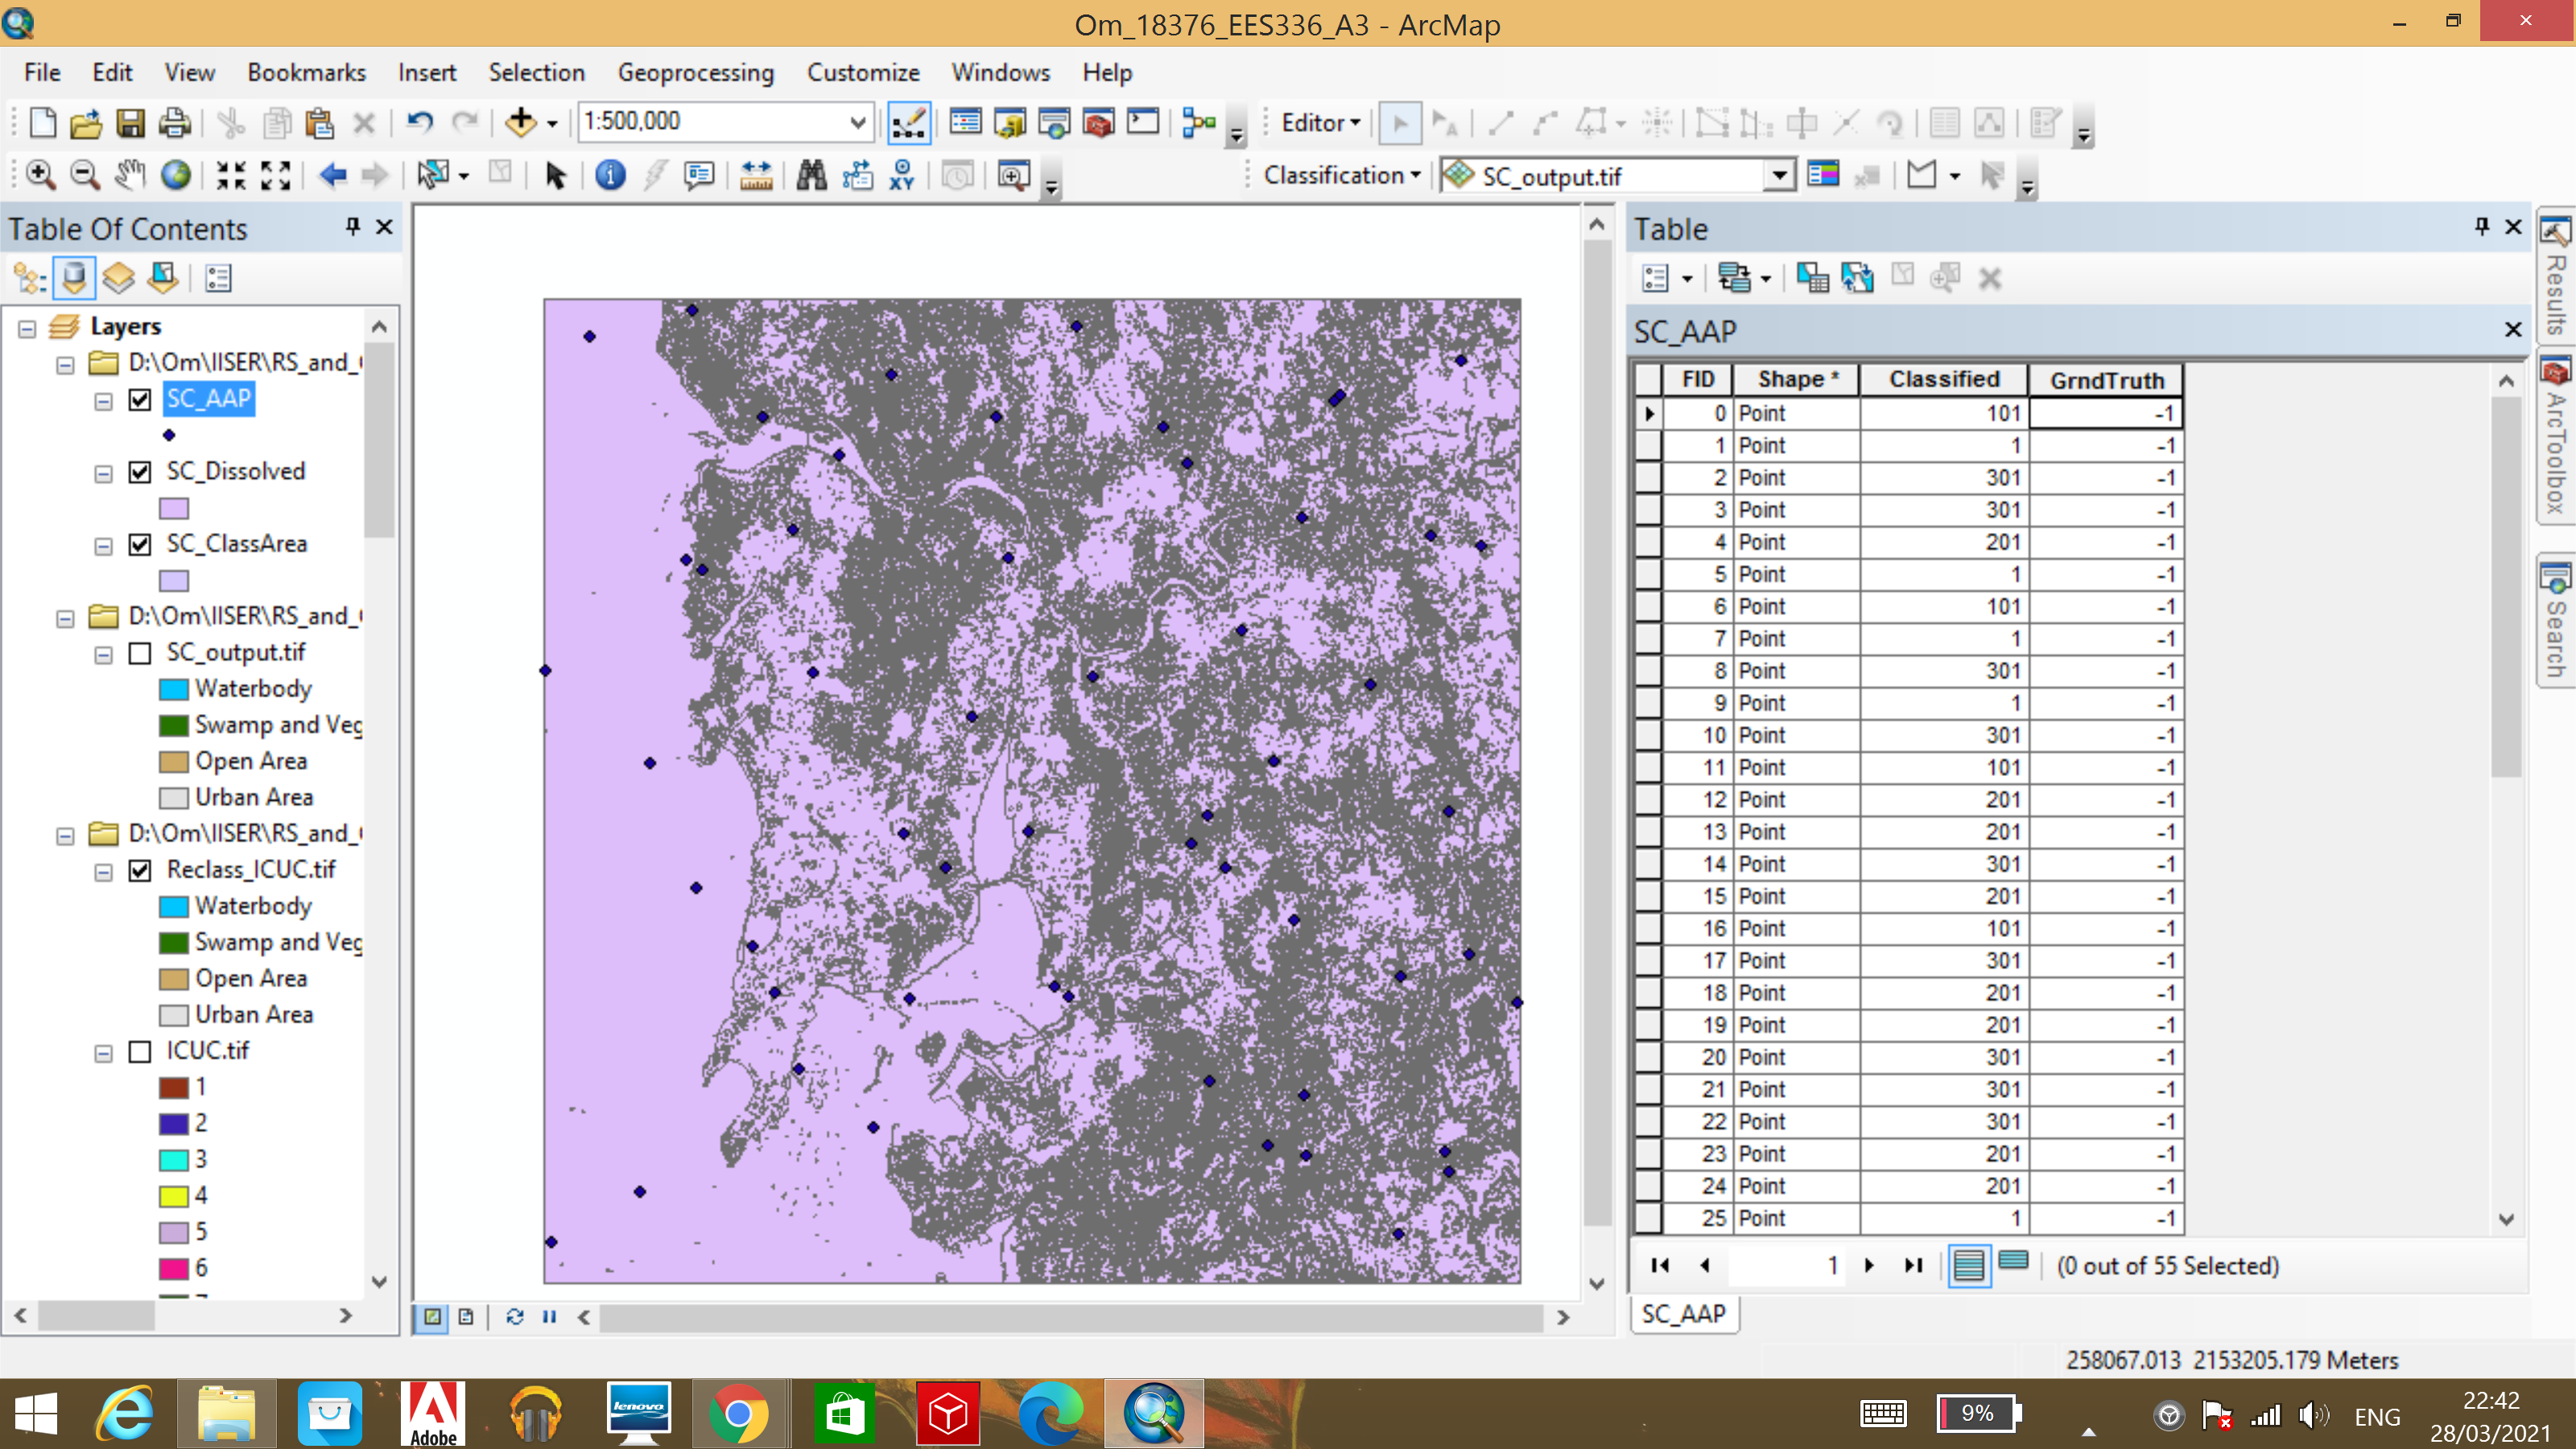 Om_18376_EES336_A3 - ArcMap
File Edit View Bookmarks Insert Selection Geoprocessing Customize Windows Help
1:500,000 Editor
Classification SC_output.tif
Table Of Contents
Layers
D:\Om\IISER\RS_and_
SC_AAP
SC_Dissolved
SC_ClassArea
D:\Om\IISER\RS_and_
SC_output.tif
Waterbody
Swamp and Veg
Open Area
Urban Area
D:\Om\IISER\RS_and_
Reclass_ICUC.tif
Waterbody
Swamp and Veg
Open Area
Urban Area
ICUC.tif
1
2
3
4
5
6
Table
SC_AAP
FID Shape * Classified GrndTruth
0 Point 101 -1
1 Point 1 -1
2 Point 301 -1
3 Point 301 -1
4 Point 201 -1
5 Point 1 -1
6 Point 101 -1
7 Point 1 -1
8 Point 301 -1
9 Point 1 -1
10 Point 301 -1
11 Point 101 -1
12 Point 201 -1
13 Point 201 -1
14 Point 301 -1
15 Point 201 -1
16 Point 101 -1
17 Point 301 -1
18 Point 201 -1
19 Point 201 -1
20 Point 301 -1
21 Point 301 -1
22 Point 301 -1
23 Point 201 -1
24 Point 201 -1
25 Point 1 -1
1 (0 out of 55 Selected)
SC_AAP
Results
ArcToolbox
Search
258067.013 2153205.179 Meters
Adobe
lenovo
9%
ENG
22:42
28/03/2021